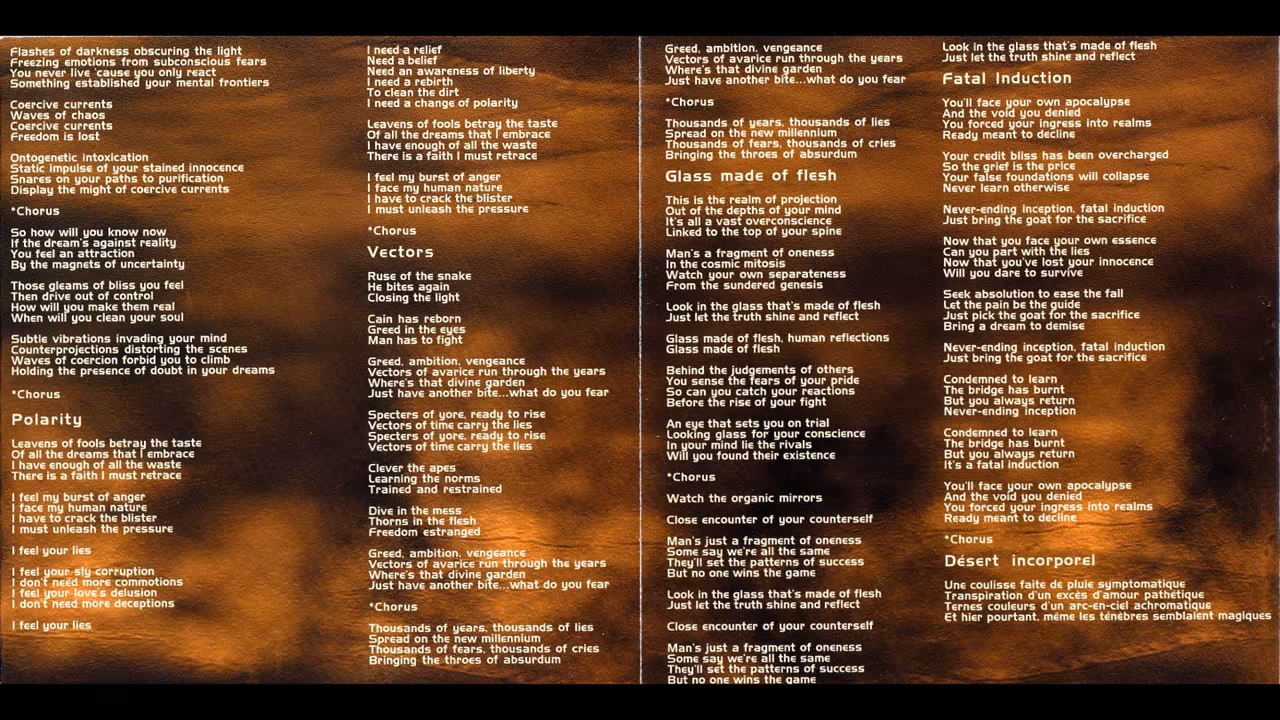 Flashes of darkness obscuring the light
Freezing emotions from subconscious fears
You never live 'cause you only react
Something established your mental frontiers
Coercive currents
Waves of chaos
Coercive currents
Freedom is lost
Ontogenetic intoxication
Static impulse of your stained innocence
Snares on your paths to purification
Display the might of coercive currents
*Chorus
So how will you know now
If the dream's against reality
You feel an attraction
By the magnets of uncertainty
Those gleams of bliss you feel
Then drive out of control
How will you make them real
When will you clean your soul
Subtle vibrations invading your mind
Counterprojections distorting the scenes
Waves of coercion forbid you to climb
Holding the presence of doubt in your dreams
*Chorus
Polarity
Leavens of fools betray the taste
Of all the dreams that I embrace
I have enough of all the waste
There is a faith I must retrace
I feel my burst of anger
I face my human nature
I have to crack the blister
I must unleash the pressure
I feel your lies
I feel your sly corruption
I don't need more commotions
I feel your love's delusion
I don't need more deceptions
I feel your lies
I need a relief
Need a belief
Need an awareness of liberty
I need a rebirth
To clean the dirt
I need a change of polarity
Leavens of fools betray the taste
Of all the dreams that I embrace
I have enough of all the waste
There is a faith I must retrace
I feel my burst of anger
I face my human nature
I have to crack the blister
I must unleash the pressure
*Chorus
Vectors
Ruse of the snake
He bites again
Closing the light
Cain has reborn
Greed in the eyes
Man has to fight
Greed, ambition, vengeance
Vectors of avarice run through the years
Where's that divine garden
Just have another bite...what do you fear
Specters of yore, ready to rise
Vectors of time carry the lies
Specters of yore, ready to rise
Vectors of time carry the lies
Clever the apes
Learning the norms
Trained and restrained
Dive in the mess
Thorns in the flesh
Freedom estranged
Greed, ambition, vengeance
Vectors of avarice run through the years
Where's that divine garden
Just have another bite...what do you fear
*Chorus
Thousands of years, thousands of lies
Spread on the new millennium
Thousands of fears, thousands of cries
Bringing the throes of absurdum
Greed, ambition, vengeance
Vectors of avarice run through the years
Where's that divine garden
Just have another bite...what do you fear
*Chorus
Thousands of years, thousands of lies
Spread on the new millennium
Thousands of fears, thousands of cries
Bringing the throes of absurdum
Glass made of flesh
This is the realm of projection
Out of the depths of your mind
It's all a vast overconscience
Linked to the top of your spine
Man's a fragment of oneness
In the cosmic mitosis
Watch your own separateness
From the sundered genesis
Look in the glass that's made of flesh
Just let the truth shine and reflect
Glass made of flesh, human reflections
Glass made of flesh
Behind the judgements of others
You sense the fears of your pride
So can you catch your reactions
Before the rise of your fight
An eye that sets you on trial
Looking glass for your conscience
In your mind lie the rivals
Will you found their existence
*Chorus
Watch the organic mirrors
Close encounter of your counterself
Man's just a fragment of oneness
Some say we're all the same
They'll set the patterns of success
But no one wins the game
Look in the glass that's made of flesh
Just let the truth shine and reflect
Close encounter of your counterself
Man's just a fragment of oneness
Some say we're all the same
They'll set the patterns of success
But no one wins the game
Look in the glass that's made of flesh
Just let the truth shine and reflect
Fatal Induction
You'll face your own apocalypse
And the void you denied
You forced your ingress into realms
Ready meant to decline
Your credit bliss has been overcharged
So the grief is the price
Your false foundations will collapse
Never learn otherwise
Never-ending inception, fatal induction
Just bring the goat for the sacrifice
Now that you face your own essence
Can you part with the lies
Now that you've lost your innocence
Will you dare to survive
Seek absolution to ease the fall
Let the pain be the guide
Just pick the goat for the sacrifice
Bring a dream to demise
Never-ending inception, fatal induction
Just bring the goat for the sacrifice
Condemned to learn
The bridge has burnt
But you always return
Never-ending inception
Condemned to learn
The bridge has burnt
But you always return
It's a fatal induction
You'll face your own apocalypse
And the void you denied
You forced your ingress into realms
Ready meant to decline
*Chorus
Désert incorporel
Une coulisse faite de pluie symptomatique
Transpiration d'un excès d'amour pathétique
Ternes couleurs d'un arc-en-ciel achromatique
Et hier pourtant, même les ténèbres semblaient magiques